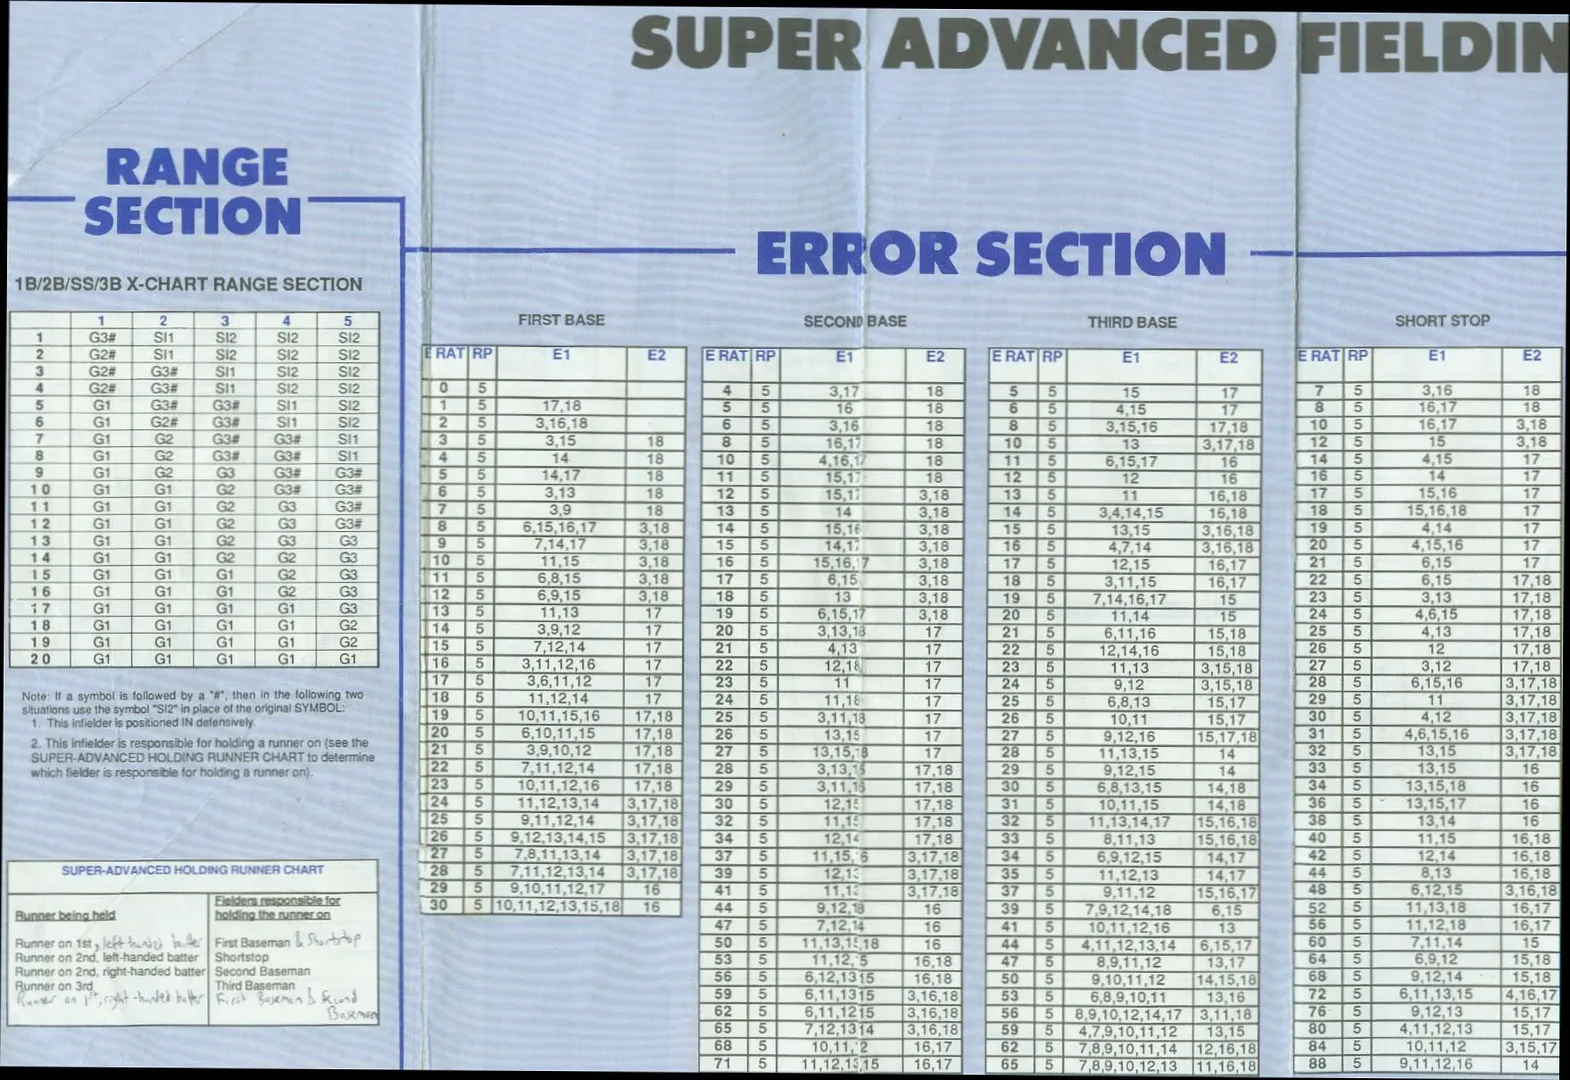 SUPER ADVANCED FIELDIN
RANGE
SECTION
ERROR SECTION
1B/2B/SS/3B X-CHART RANGE SECTION
1 2 3 4 5
1 G3# SI1 SI2 SI2 SI2
2 G2# SI1 SI2 SI2 SI2
3 G2# G3# SI1 SI2 SI2
4 G2# G3# SI1 SI2 SI2
5 G1 G3# G3# SI1 SI2
6 G1 G2# G3# SI1 SI2
7 G1 G2 G3# G3# SI1
8 G1 G2 G3# G3# SI1
9 G1 G2 G3 G3# G3#
10 G1 G1 G2 G3# G3#
11 G1 G1 G2 G3 G3#
12 G1 G1 G2 G3 G3#
13 G1 G1 G2 G3 G3
14 G1 G1 G2 G2 G3
15 G1 G1 G1 G2 G3
16 G1 G1 G1 G2 G3
17 G1 G1 G1 G1 G3
18 G1 G1 G1 G1 G2
19 G1 G1 G1 G1 G2
20 G1 G1 G1 G1 G1
Note: If a symbol is followed by a "#", then in the following two
situations use the symbol "SI2" in place of the original SYMBOL:
1. This infielder is positioned IN defensively.
2. This infielder is responsible for holding a runner on (see the
SUPER-ADVANCED HOLDING RUNNER CHART to determine
which fielder is responsible for holding a runner on).
SUPER-ADVANCED HOLDING RUNNER CHART
Runner being held Fielders responsible for
holding the runner on
Runner on 1st, left handed batter First Baseman & Shortstop
Runner on 2nd, left-handed batter Shortstop
Runner on 2nd, right-handed batter Second Baseman
Runner on 3rd Third Baseman
Runner on 1st, right-handed batter First Baseman & Second
Baseman
FIRST BASE
E RAT RP E1 E2
0 5
1 5 17,18
2 5 3,16,18
3 5 3,15 18
4 5 14 18
5 5 14,17 18
6 5 3,13 18
7 5 3,9 18
8 5 6,15,16,17 3,18
9 5 7,14,17 3,18
10 5 11,15 3,18
11 5 6,8,15 3,18
12 5 6,9,15 3,18
13 5 11,13 17
14 5 3,9,12 17
15 5 7,12,14 17
16 5 3,11,12,16 17
17 5 3,6,11,12 17
18 5 11,12,14 17
19 5 10,11,15,16 17,18
20 5 6,10,11,15 17,18
21 5 3,9,10,12 17,18
22 5 7,11,12,14 17,18
23 5 10,11,12,16 17,18
24 5 11,12,13,14 3,17,18
25 5 9,11,12,14 3,17,18
26 5 9,12,13,14,15 3,17,18
27 5 7,8,11,13,14 3,17,18
28 5 7,11,12,13,14 3,17,18
29 5 9,10,11,12,17 16
30 5 10,11,12,13,15,18 16
SECOND BASE
E RAT RP E1 E2
4 5 3,17 18
5 5 16 18
6 5 3,16 18
8 5 16,17 18
10 5 4,16,17 18
11 5 15,17 18
12 5 15,17 3,18
13 5 14 3,18
14 5 15,16 3,18
15 5 14,17 3,18
16 5 15,16,17 3,18
17 5 6,15 3,18
18 5 13 3,18
19 5 6,15,17 3,18
20 5 3,13,18 17
21 5 4,13 17
22 5 12,18 17
23 5 11 17
24 5 11,18 17
25 5 3,11,18 17
26 5 13,15 17
27 5 13,15,18 17
28 5 3,13,15 17,18
29 5 3,11,16 17,18
30 5 12,15 17,18
32 5 11,15 17,18
34 5 12,14 17,18
37 5 11,15,16 3,17,18
39 5 12,13 3,17,18
41 5 11,13 3,17,18
44 5 9,12,18 16
47 5 7,12,14 16
50 5 11,13,15,18 16
53 5 11,12,15 16,18
56 5 6,12,13,15 16,18
59 5 6,11,13,15 3,16,18
62 5 6,11,12,15 3,16,18
65 5 7,12,13,14 3,16,18
68 5 10,11,12 16,17
71 5 11,12,13,15 16,17
THIRD BASE
E RAT RP E1 E2
5 5 15 17
6 5 4,15 17
8 5 3,15,16 17,18
10 5 13 3,17,18
11 5 6,15,17 16
12 5 12 16
13 5 11 16,18
14 5 3,4,14,15 16,18
15 5 13,15 3,16,18
16 5 4,7,14 3,16,18
17 5 12,15 16,17
18 5 3,11,15 16,17
19 5 7,14,16,17 15
20 5 11,14 15
21 5 6,11,16 15,18
22 5 12,14,16 15,18
23 5 11,13 3,15,18
24 5 9,12 3,15,18
25 5 6,8,13 15,17
26 5 10,11 15,17
27 5 9,12,16 15,17,18
28 5 11,13,15 14
29 5 9,12,15 14
30 5 6,8,13,15 14,18
31 5 10,11,15 14,18
32 5 11,13,14,17 15,16,18
33 5 8,11,13 15,16,18
34 5 6,9,12,15 14,17
35 5 11,12,13 14,17
37 5 9,11,12 15,16,17
39 5 7,9,12,14,18 6,15
41 5 10,11,12,16 13
44 5 4,11,12,13,14 6,15,17
47 5 8,9,11,12 13,17
50 5 9,10,11,12 14,15,18
53 5 6,8,9,10,11 13,16
56 5 8,9,10,12,14,17 3,11,18
59 5 4,7,9,10,11,12 13,15
62 5 7,8,9,10,11,14 12,16,18
65 5 7,8,9,10,12,13 11,16,18
SHORT STOP
E RAT RP E1 E2
7 5 3,16 18
8 5 16,17 18
10 5 16,17 3,18
12 5 15 3,18
14 5 4,15 17
16 5 14 17
17 5 15,16 17
18 5 15,16,18 17
19 5 4,14 17
20 5 4,15,16 17
21 5 6,15 17
22 5 6,15 17,18
23 5 3,13 17,18
24 5 4,6,15 17,18
25 5 4,13 17,18
26 5 12 17,18
27 5 3,12 17,18
28 5 6,15,16 3,17,18
29 5 11 3,17,18
30 5 4,12 3,17,18
31 5 4,6,15,16 3,17,18
32 5 13,15 3,17,18
33 5 13,15 16
34 5 13,15,18 16
36 5 13,15,17 16
38 5 13,14 16
40 5 11,15 16,18
42 5 12,14 16,18
44 5 8,13 16,18
48 5 6,12,15 3,16,18
52 5 11,13,18 16,17
56 5 11,12,18 16,17
60 5 7,11,14 15
64 5 6,9,12 15,18
68 5 9,12,14 15,18
72 5 6,11,13,15 4,16,17
76 5 9,12,13 15,17
80 5 4,11,12,13 15,17
84 5 10,11,12 3,15,17
88 5 9,11,12,16 14